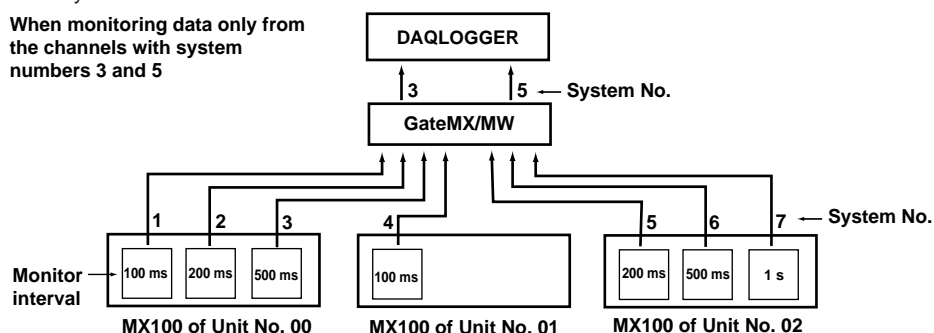 When monitoring data only from
the channels with system
numbers 3 and 5
DAQLOGGER
3 5 System No.
GateMX/MW
1 2 3 4 5 6 7 System No.
Monitor
interval
100 ms 200 ms 500 ms 100 ms 200 ms 500 ms 1 s
MX100 of Unit No. 00 MX100 of Unit No. 01 MX100 of Unit No. 02